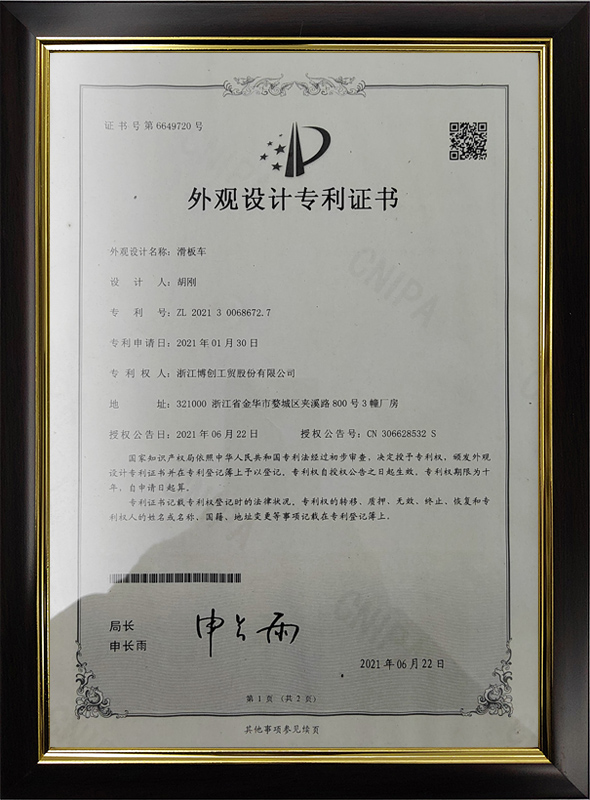 证书号第6649720号
外观设计专利证书
外观设计名称：滑板车
设计人：胡刚
专利号：ZL 2021 3 0068672.7
专利申请日：2021年01月30日
专利权人：浙江博创工贸股份有限公司
地址：321000 浙江省金华市婺城区夹溪路800号3幢厂房
授权公告日：2021年06月22日 授权公告号：CN 306628532 S
国家知识产权局依照中华人民共和国专利法经过初步审查，决定授予专利权，颁发外观
设计专利证书并在专利登记簿上予以登记。专利权自授权公告之日起生效。专利权期限为十
年，自申请日起算。
专利证书记载专利权登记时的法律状况。专利权的转移、质押、无效、终止、恢复和专
利权人的姓名或名称、国籍、地址变更等事项记载在专利登记簿上。
局长
申长雨
申长雨
2021年06月22日
第1页（共2页）
其他事项参见续页
CNIPA
CNIPA